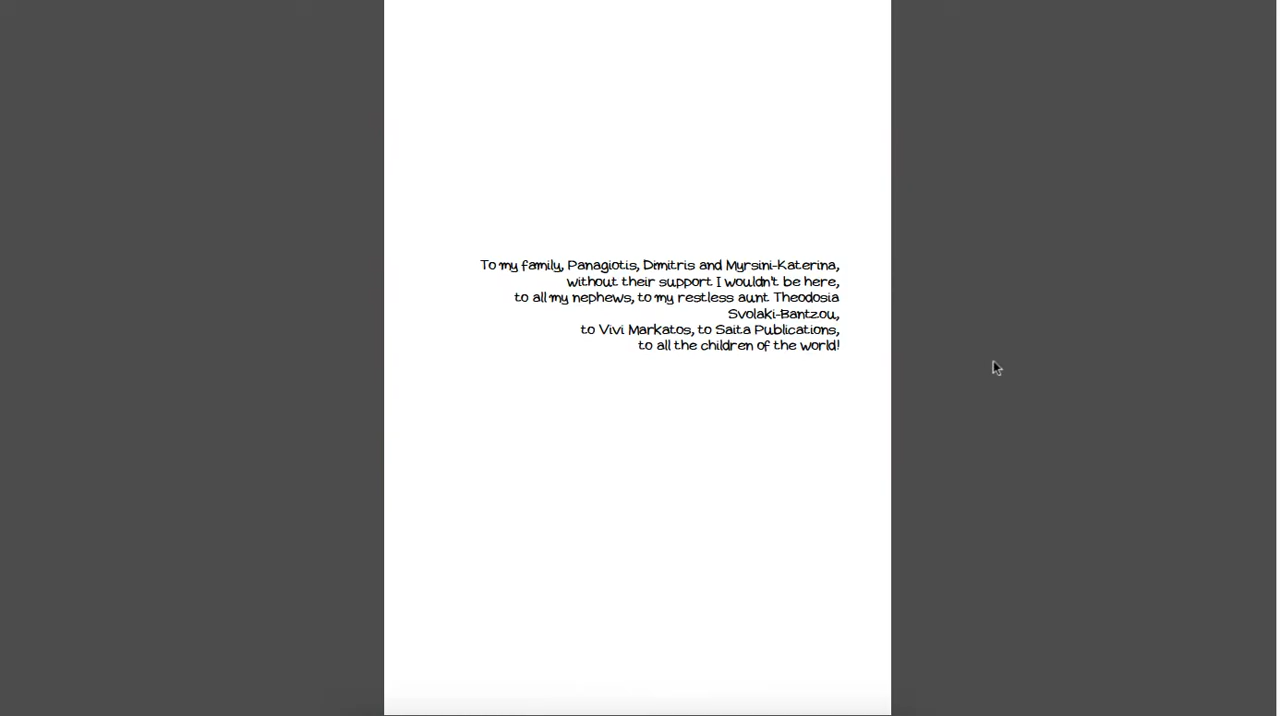 To my family, Panagiotis, Dimitris and Myrsini-Katerina,
without their support I wouldn't be here,
to all my nephews, to my restless aunt Theodosia
Svolaki-Bantzou,
to Vivi Markatos, to Saita Publications,
to all the children of the world!